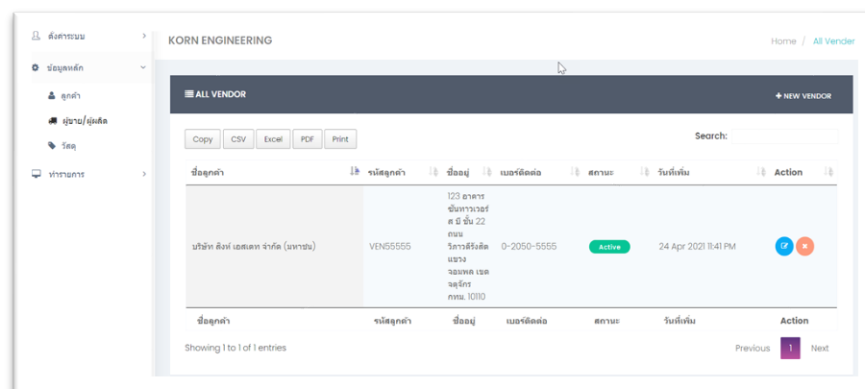 ตั้งค่าระบบ
KORN ENGINEERING
Home / All Vender
ข้อมูลหลัก
ลูกค้า
ALL VENDOR
+ NEW VENDOR
ผู้ขาย/ผู้ผลิต
วัสดุ
Copy CSV Excel PDF Print
Search:
ทำรายการ
ชื่อลูกค้า รหัสลูกค้า ชื่ออยู่ เบอร์ติดต่อ สถานะ วันที่เพิ่ม Action
123 อาคาร
ซันทาวเวอร์
ส บี ชั้น 22
ถนน
วิภาวดีรังสิต
แขวง
จอมพล เขต
จตุจักร
กทม. 10110
บริษัท สิงห์ เอสเตท จำกัด (มหาชน) VEN55555 0-2050-5555 Active 24 Apr 2021 11:41 PM
ชื่อลูกค้า รหัสลูกค้า ชื่ออยู่ เบอร์ติดต่อ สถานะ วันที่เพิ่ม Action
Showing 1 to 1 of 1 entries
Previous 1 Next